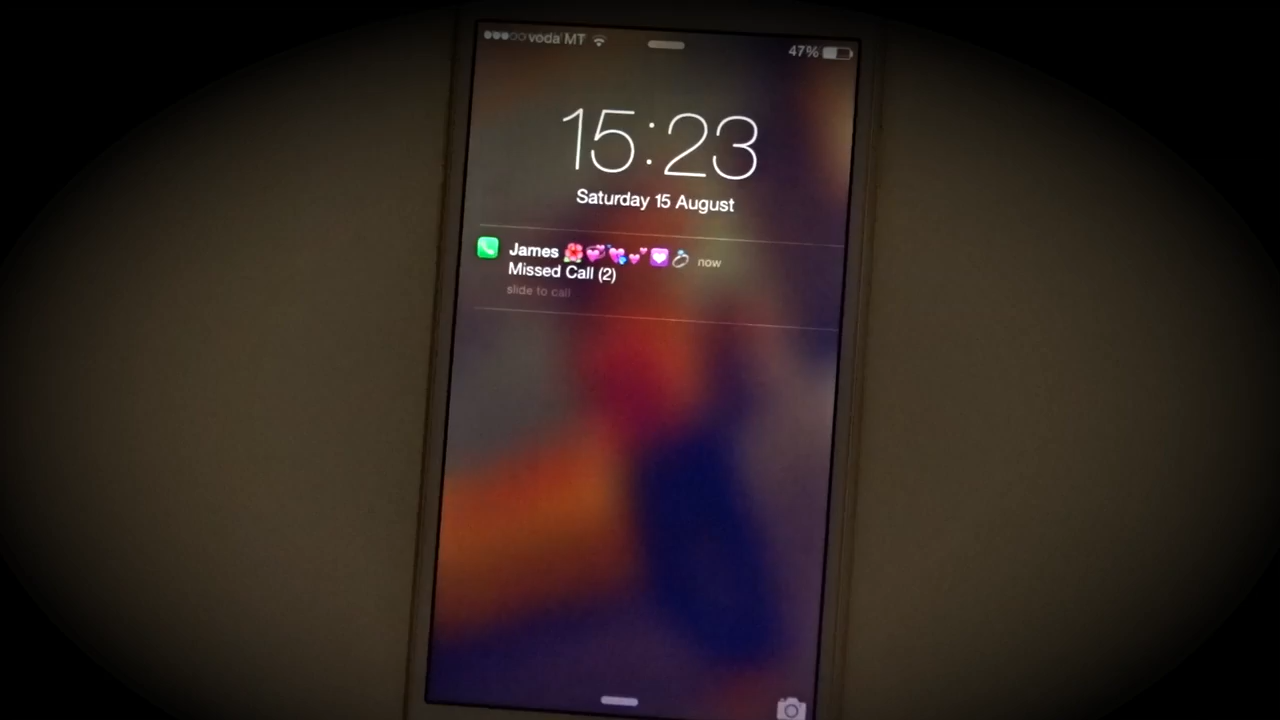 voda MT 47%
15:23
Saturday 15 August
James 🌺💞💘💕💟💍 now
Missed Call (2)
slide to call